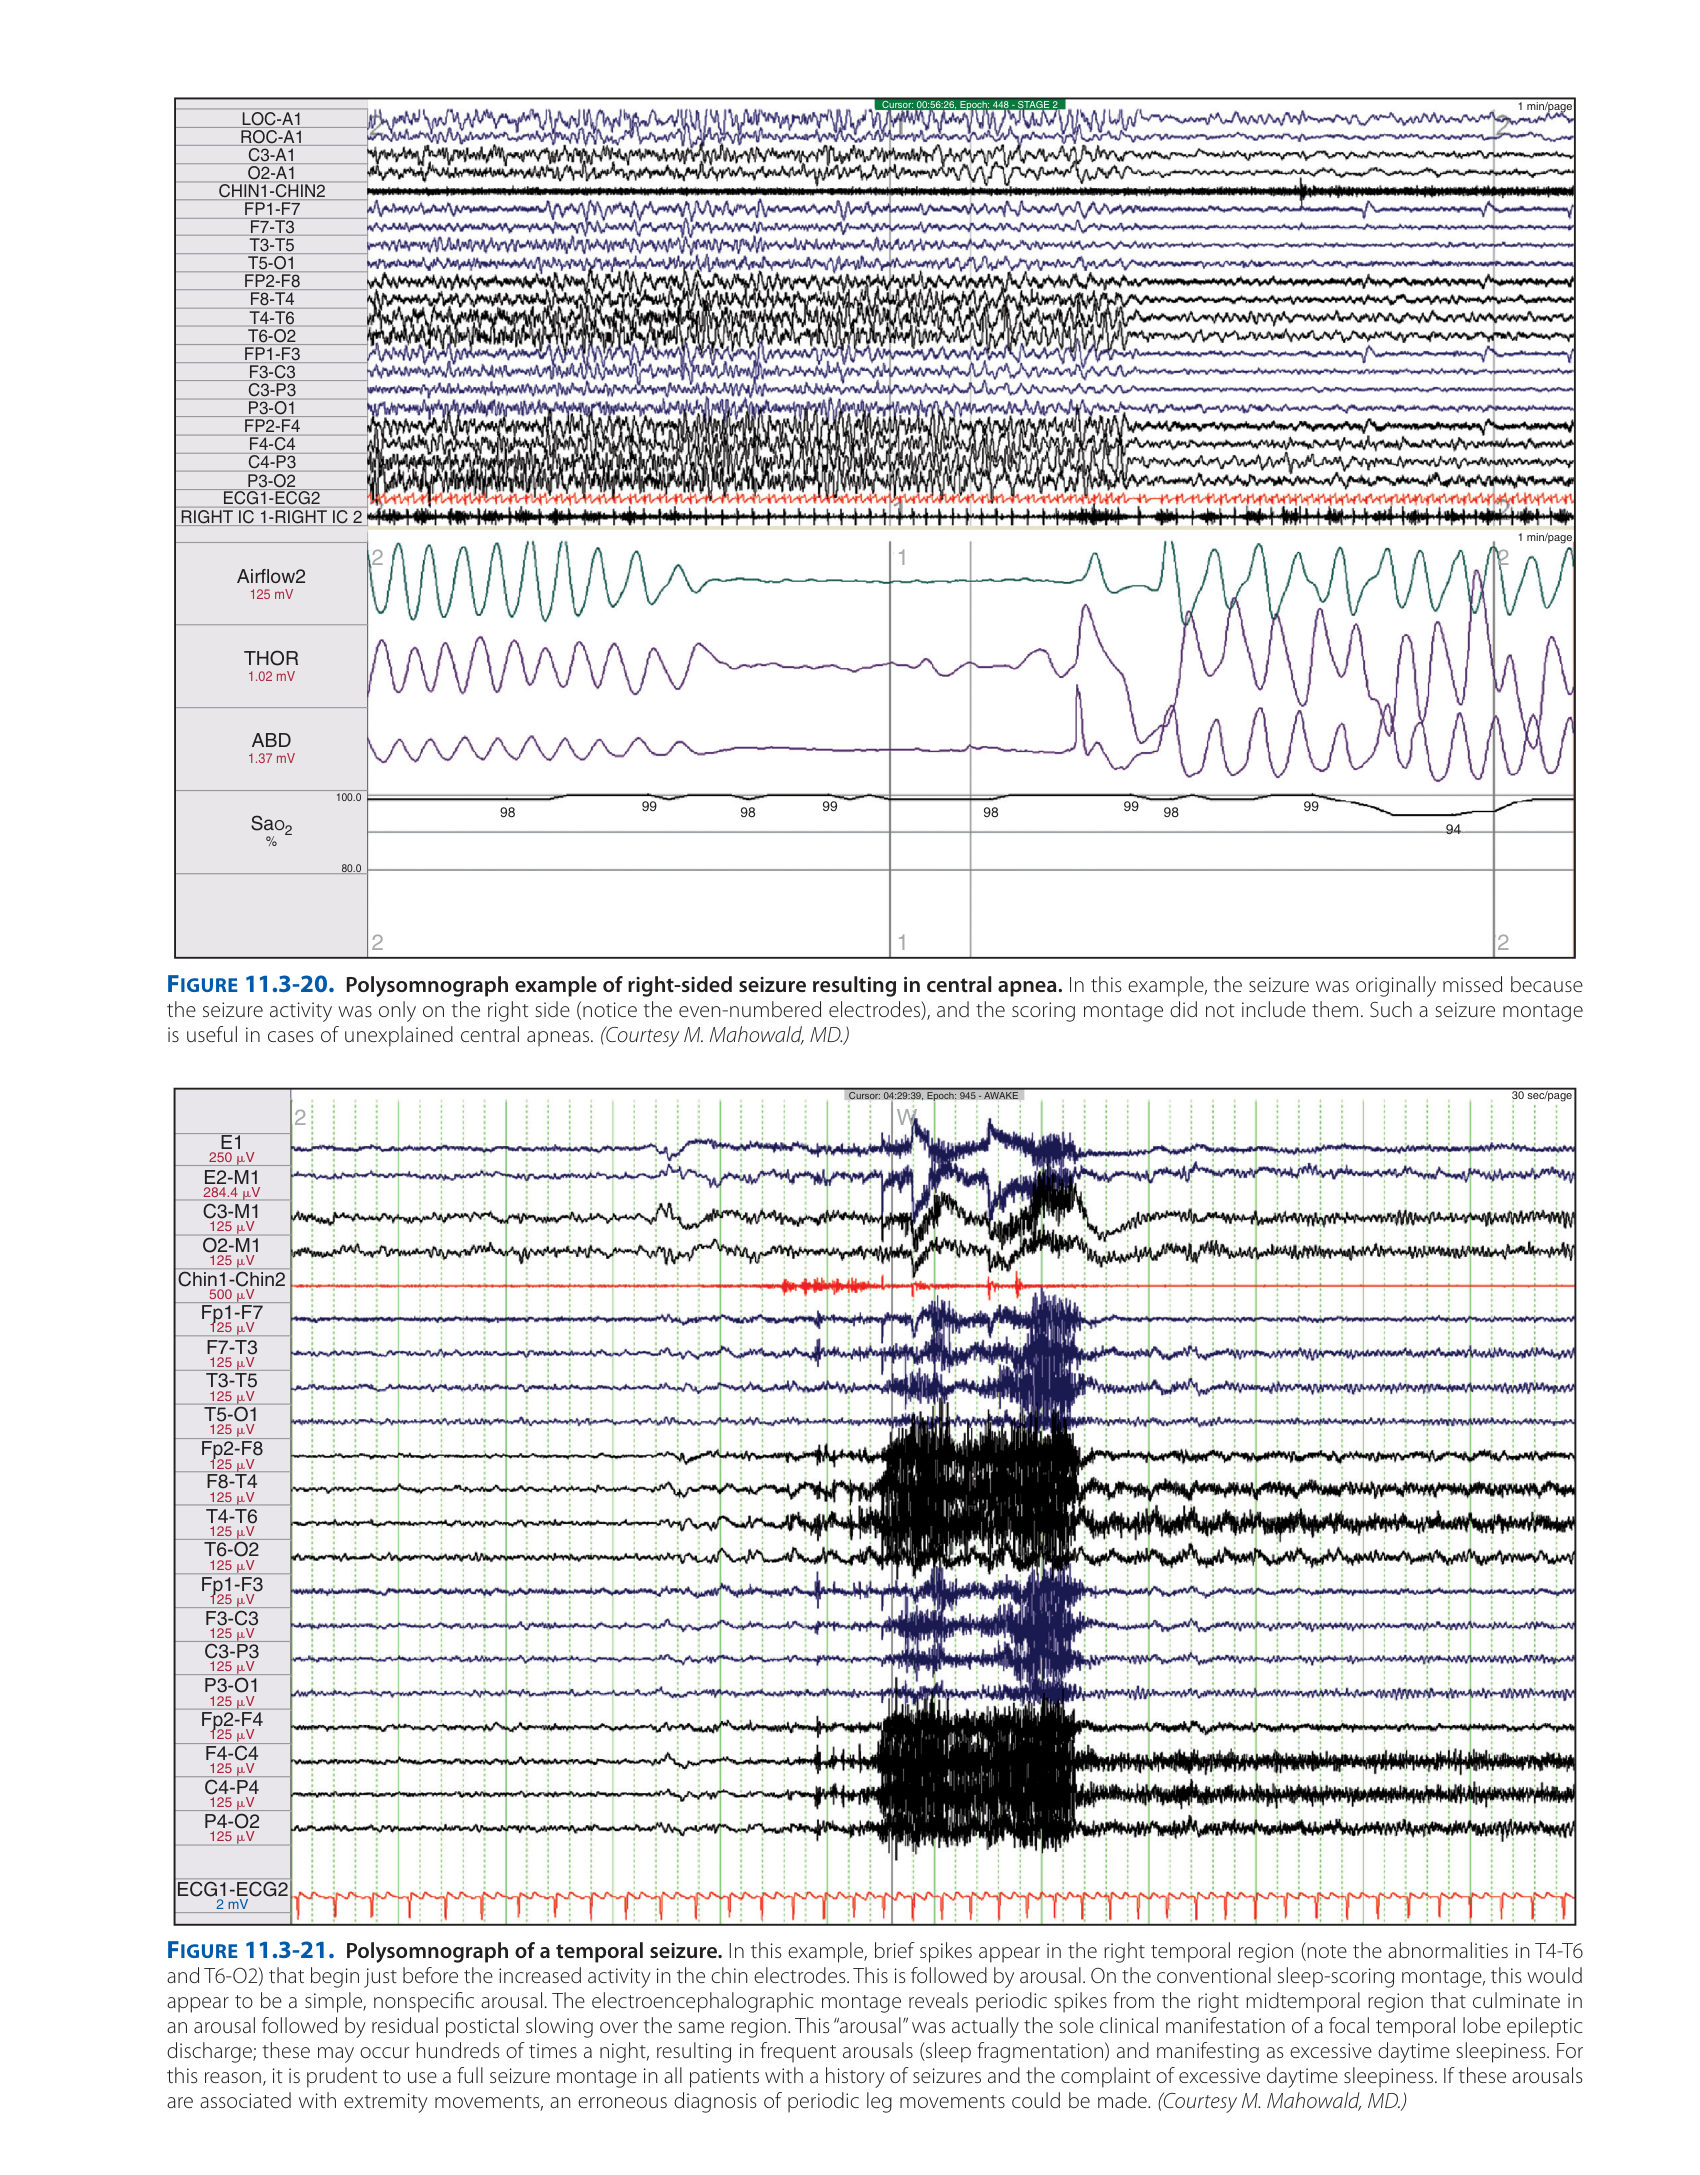 Cursor: 00:56:26, Epoch: 448 - STAGE 2
1 min/page
LOC-A1
ROC-A1
C3-A1
O2-A1
CHIN1-CHIN2
FP1-F7
F7-T3
T3-T5
T5-O1
FP2-F8
F8-T4
T4-T6
T6-O2
FP1-F3
F3-C3
C3-P3
P3-O1
FP2-F4
F4-C4
C4-P3
P3-O2
ECG1-ECG2
RIGHT IC 1-RIGHT IC 2
2 1 2
1 min/page
2 1 2
Airflow2
125 mV
THOR
1.02 mV
ABD
1.37 mV
100.0
98 99 98 99 98 99 98 99 94
Sao2
%
80.0
2 1 2
FIGURE 11.3-20. Polysomnograph example of right-sided seizure resulting in central apnea. In this example, the seizure was originally missed because
the seizure activity was only on the right side (notice the even-numbered electrodes), and the scoring montage did not include them. Such a seizure montage
is useful in cases of unexplained central apneas. (Courtesy M. Mahowald, MD.)
Cursor: 04:29:39, Epoch: 945 - AWAKE
30 sec/page
2 W
E1
250 μV
E2-M1
284.4 μV
C3-M1
125 μV
O2-M1
125 μV
Chin1-Chin2
500 μV
Fp1-F7
125 μV
F7-T3
125 μV
T3-T5
125 μV
T5-O1
125 μV
Fp2-F8
125 μV
F8-T4
125 μV
T4-T6
125 μV
T6-O2
125 μV
Fp1-F3
125 μV
F3-C3
125 μV
C3-P3
125 μV
P3-O1
125 μV
Fp2-F4
125 μV
F4-C4
125 μV
C4-P4
125 μV
P4-O2
125 μV
ECG1-ECG2
2 mV
FIGURE 11.3-21. Polysomnograph of a temporal seizure. In this example, brief spikes appear in the right temporal region (note the abnormalities in T4-T6
and T6-O2) that begin just before the increased activity in the chin electrodes. This is followed by arousal. On the conventional sleep-scoring montage, this would
appear to be a simple, nonspecific arousal. The electroencephalographic montage reveals periodic spikes from the right midtemporal region that culminate in
an arousal followed by residual postictal slowing over the same region. This “arousal” was actually the sole clinical manifestation of a focal temporal lobe epileptic
discharge; these may occur hundreds of times a night, resulting in frequent arousals (sleep fragmentation) and manifesting as excessive daytime sleepiness. For
this reason, it is prudent to use a full seizure montage in all patients with a history of seizures and the complaint of excessive daytime sleepiness. If these arousals
are associated with extremity movements, an erroneous diagnosis of periodic leg movements could be made. (Courtesy M. Mahowald, MD.)